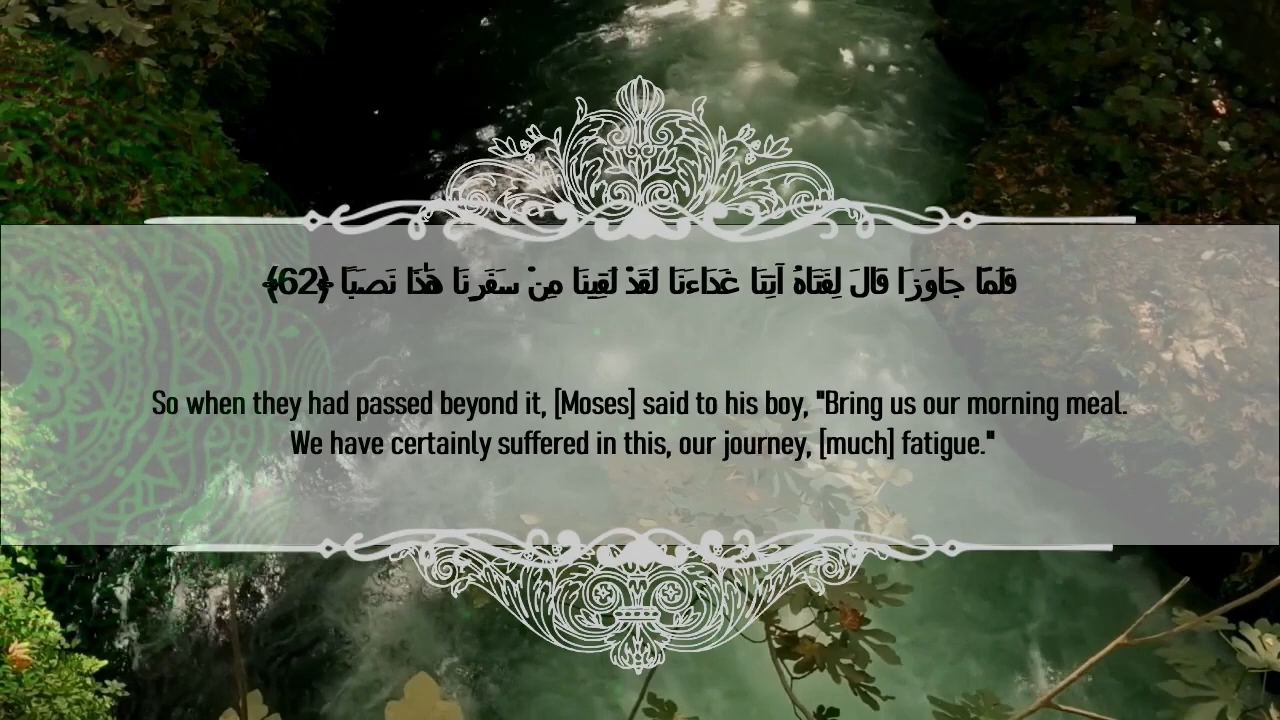 فَلَمَّا جَاوَزَا قَالَ لِفَتَاهُ آتِنَا غَدَاءَنَا لَقَدْ لَقِينَا مِنْ سَفَرِنَا هَٰذَا نَصَبًا ﴿62﴾
So when they had passed beyond it, [Moses] said to his boy, "Bring us our morning meal.
We have certainly suffered in this, our journey, [much] fatigue."